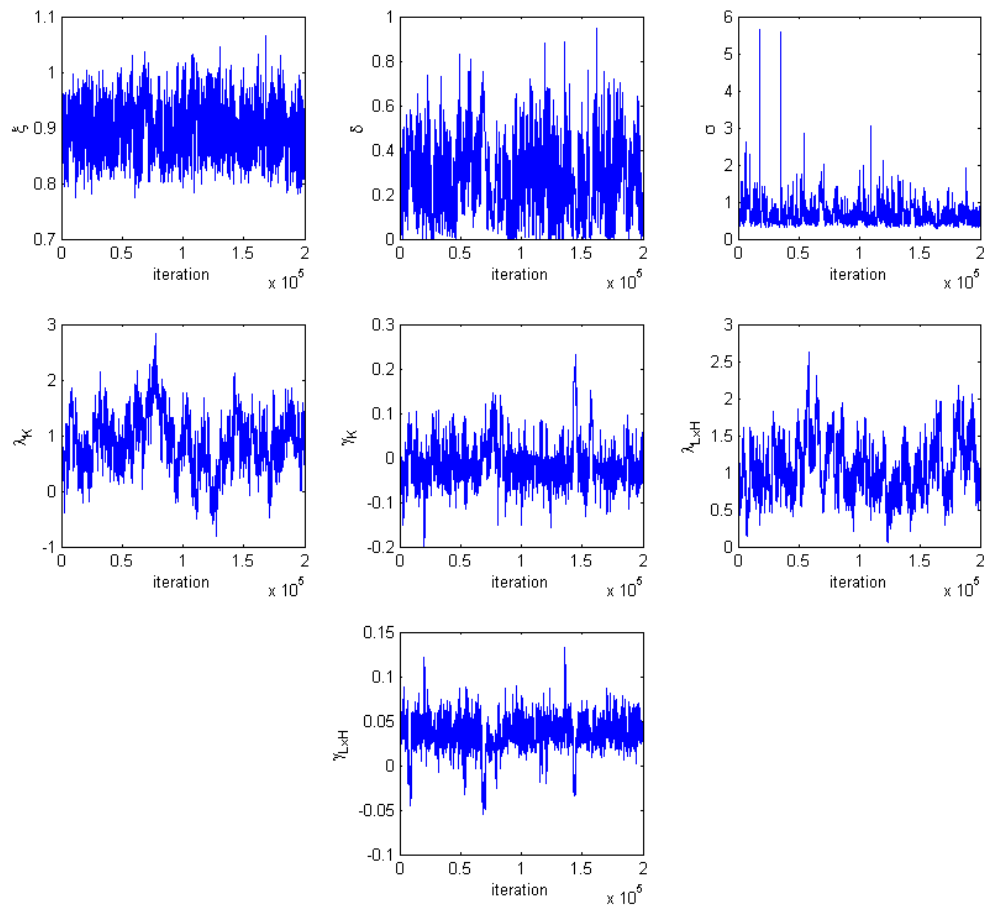 1.1
1
0.9
0.8
0.7
ξ
0 0.5 1 1.5 2
iteration
x 10^5
1
0.8
0.6
0.4
0.2
0
δ
0 0.5 1 1.5 2
iteration
x 10^5
6
5
4
3
2
1
0
σ
0 0.5 1 1.5 2
iteration
x 10^5
3
2
1
0
-1
λ_K
0 0.5 1 1.5 2
iteration
x 10^5
0.3
0.2
0.1
0
-0.1
-0.2
γ_K
0 0.5 1 1.5 2
iteration
x 10^5
3
2.5
2
1.5
1
0.5
0
λ_LxH
0 0.5 1 1.5 2
iteration
x 10^5
0.15
0.1
0.05
0
-0.05
-0.1
γ_LxH
0 0.5 1 1.5 2
iteration
x 10^5